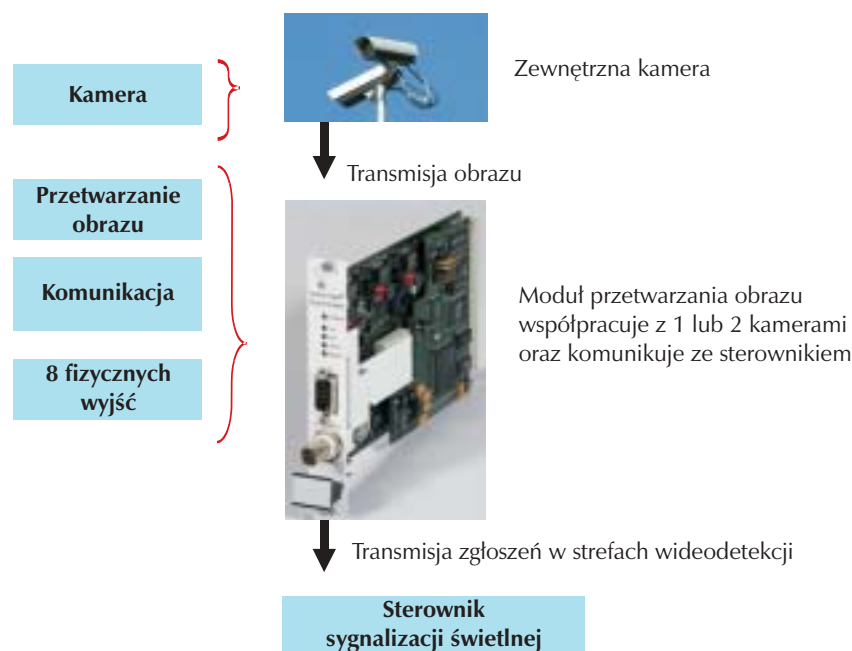 Kamera
Zewnętrzna kamera
Transmisja obrazu
Przetwarzanie
obrazu
Komunikacja
8 fizycznych
wyjść
Moduł przetwarzania obrazu
współpracuje z 1 lub 2 kamerami
oraz komunikuje ze sterownikiem
Transmisja zgłoszeń w strefach wideodetekcji
Sterownik
sygnalizacji świetlnej